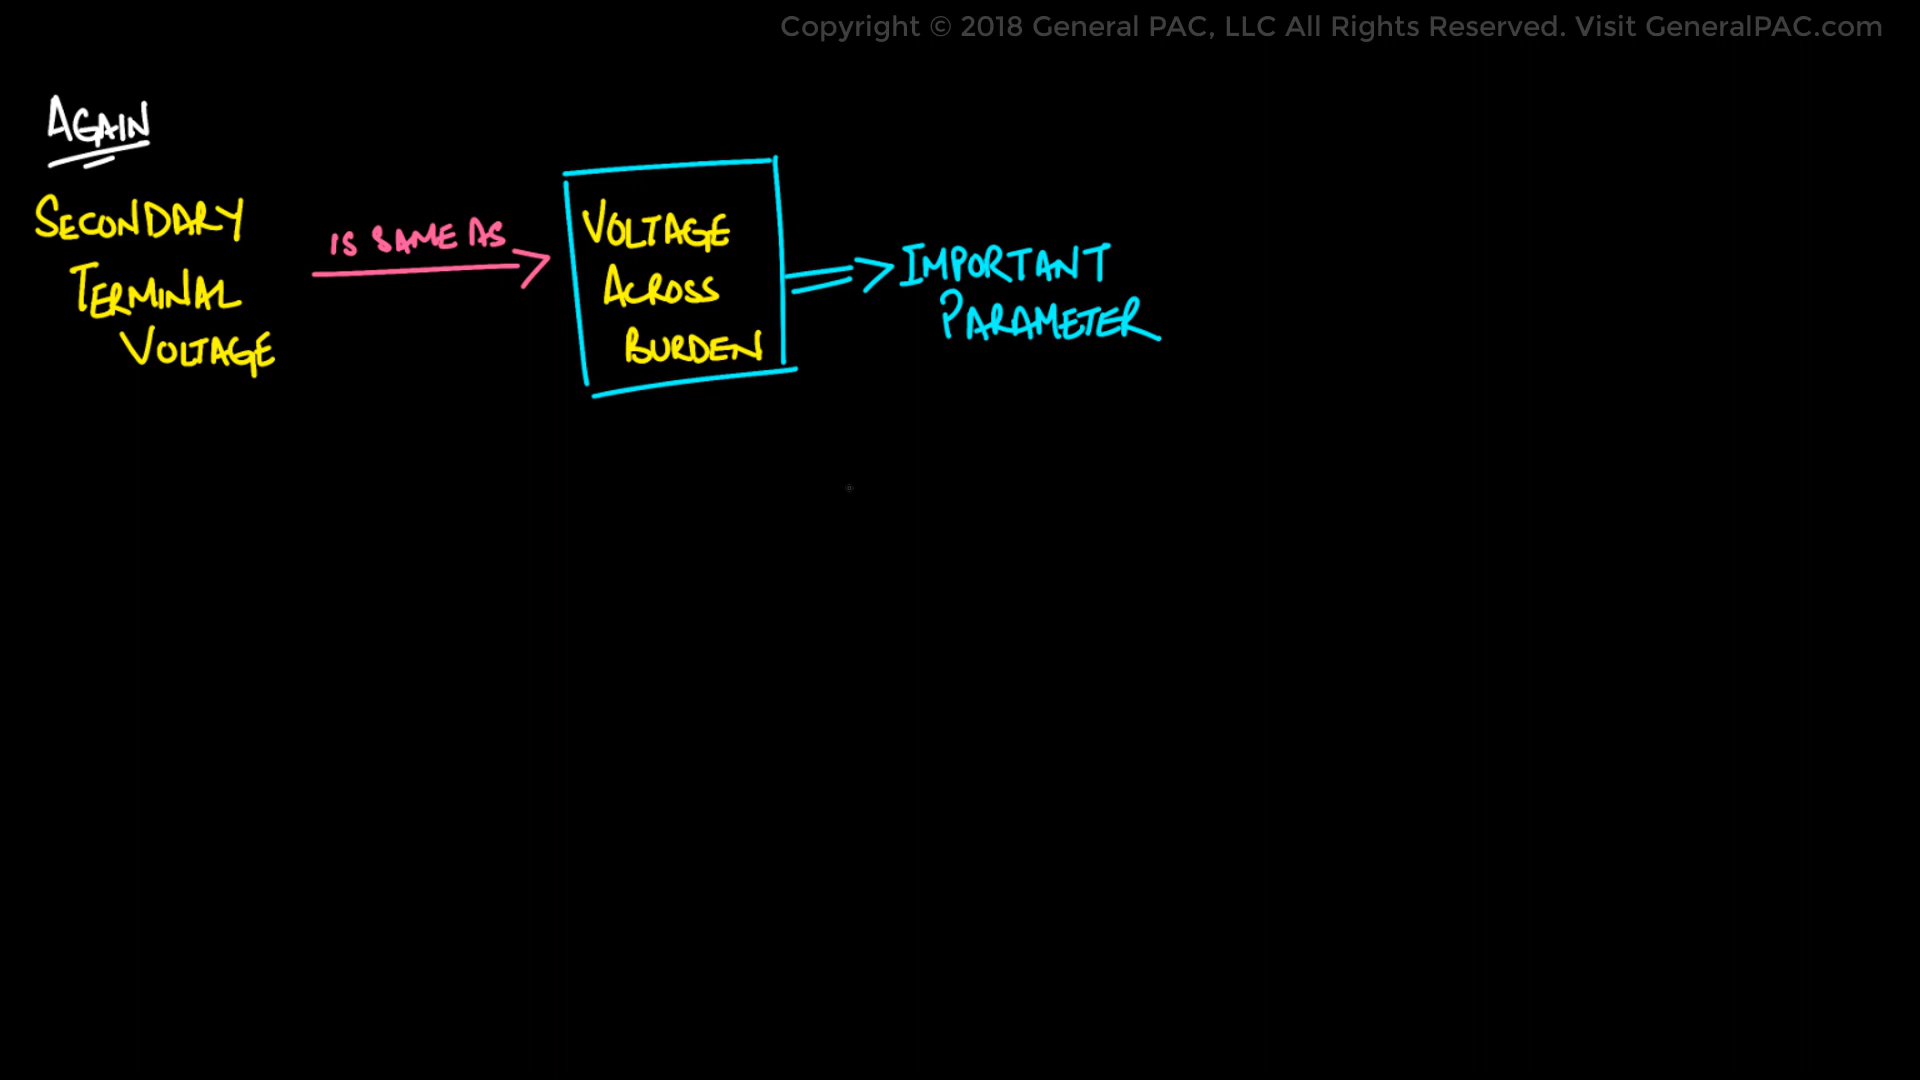 Copyright © 2018 General PAC, LLC All Rights Reserved. Visit GeneralPAC.com
AGAIN
SECONDARY
TERMINAL
VOLTAGE
IS SAME AS
VOLTAGE
ACROSS
BURDEN
IMPORTANT
PARAMETER